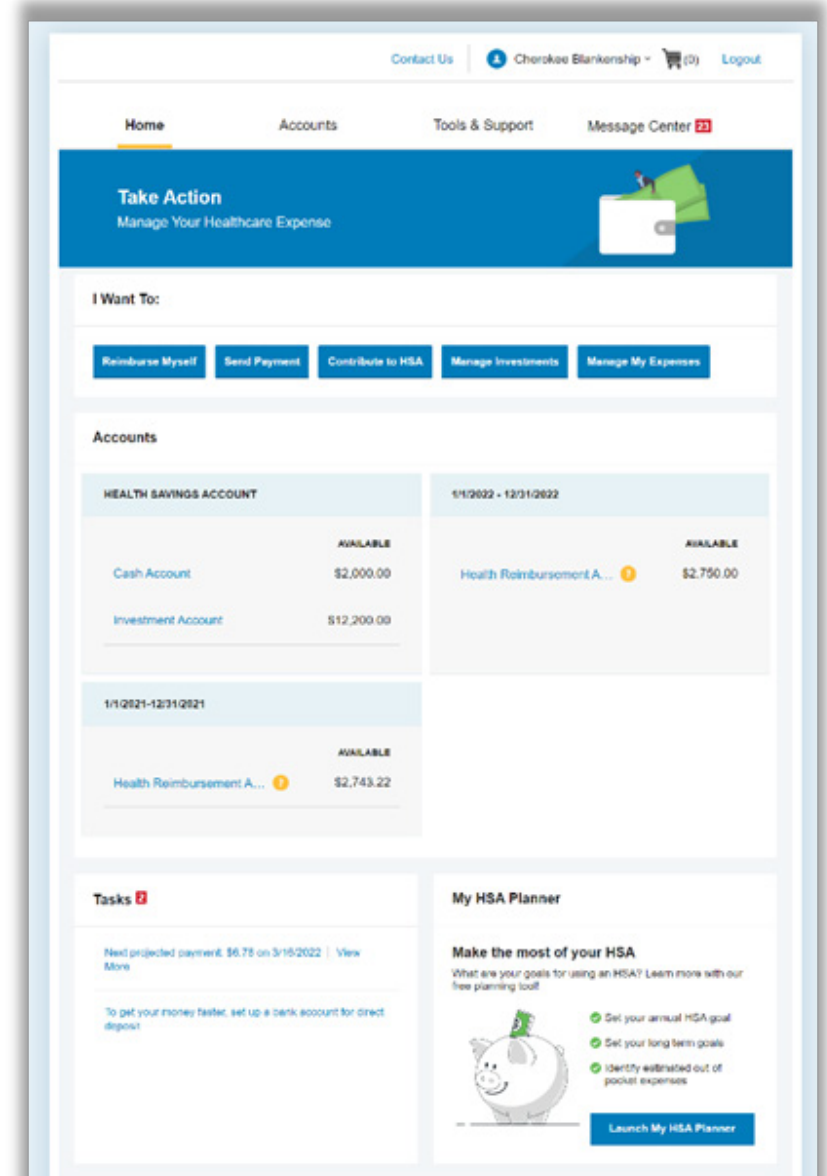 Contact Us
Cherokee Blankenship
(0)
Logout
Home
Accounts
Tools & Support
Message Center 23
Take Action
Manage Your Healthcare Expense
I Want To:
Reimburse Myself
Send Payment
Contribute to HSA
Manage Investments
Manage My Expenses
Accounts
HEALTH SAVINGS ACCOUNT
AVAILABLE
Cash Account $2,000.00
Investment Account $12,200.00
1/1/2022 - 12/31/2022
AVAILABLE
Health Reimbursement A... ? $2,750.00
1/1/2021-12/31/2021
AVAILABLE
Health Reimbursement A... ? $2,743.22
Tasks 2
Next projected payment: $6.78 on 3/16/2022 | View
More
To get your money faster, set up a bank account for direct
deposit
My HSA Planner
Make the most of your HSA
What are your goals for using an HSA? Learn more with our
free planning tool!
Set your annual HSA goal
Set your long term goals
Identify estimated out of
pocket expenses
Launch My HSA Planner